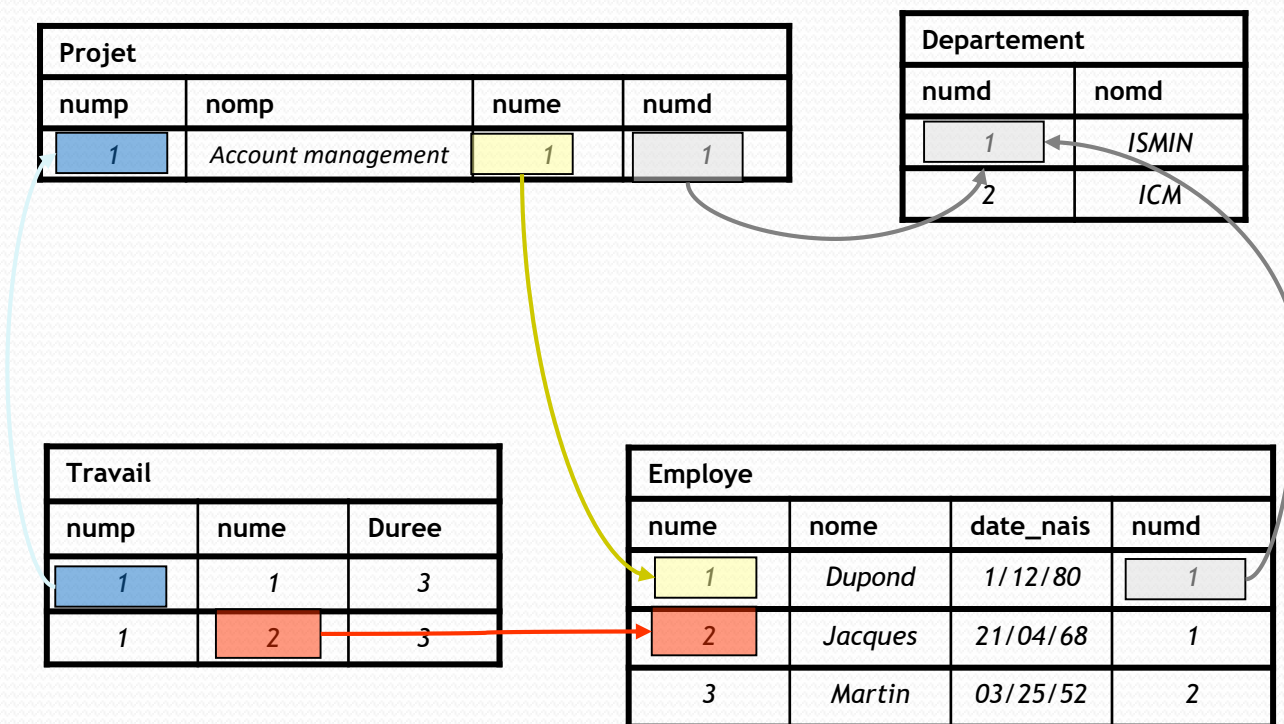 Projet
nump nomp nume numd
1 Account management 1 1
Departement
numd nomd
1 ISMIN
2 ICM
Travail
nump nume Duree
1 1 3
1 2 3
Employe
nume nome date_nais numd
1 Dupond 1/12/80 1
2 Jacques 21/04/68 1
3 Martin 03/25/52 2